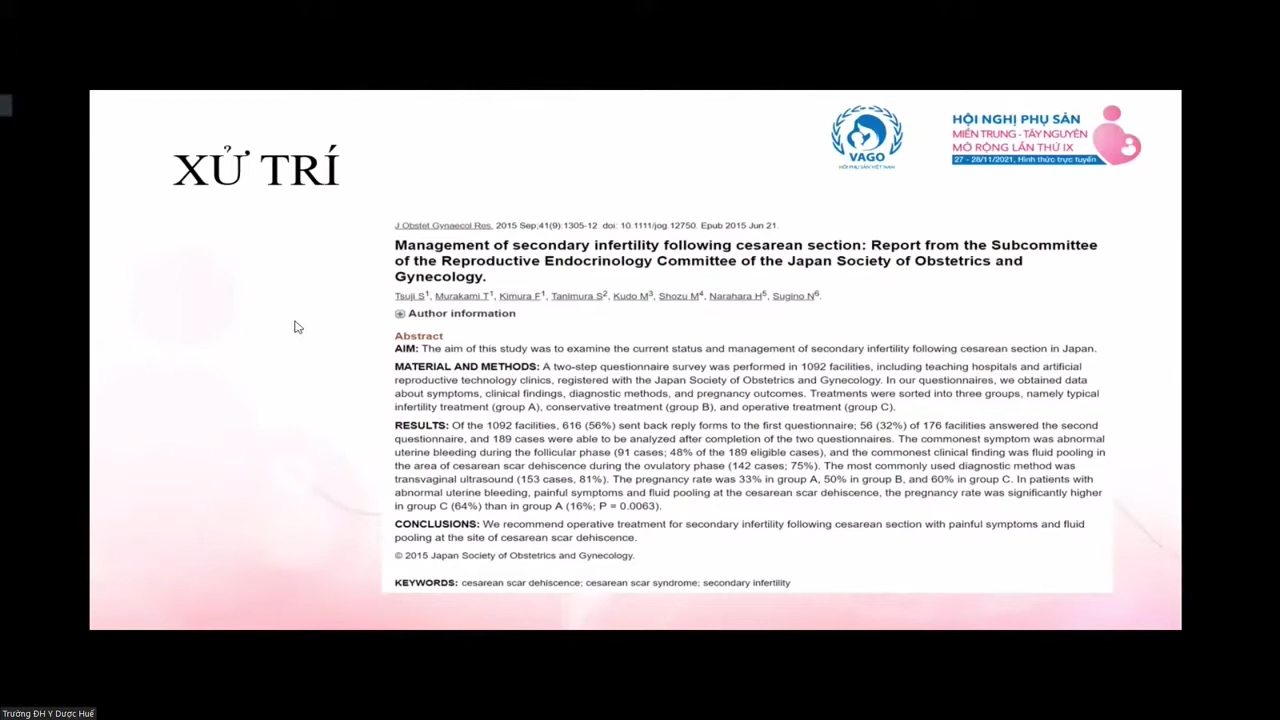 XỬ TRÍ
VAGO
HỘI PHỤ SẢN VIỆT NAM
HỘI NGHỊ PHỤ SẢN
MIỀN TRUNG - TÂY NGUYÊN
MỞ RỘNG LẦN THỨ IX
27 - 28/11/2021, Hình thức trực tuyến
J Obstet Gynaecol Res. 2015 Sep;41(9):1305-12. doi: 10.1111/jog.12750. Epub 2015 Jun 21.
Management of secondary infertility following cesarean section: Report from the Subcommittee
of the Reproductive Endocrinology Committee of the Japan Society of Obstetrics and
Gynecology.
Tsuji S1, Murakami T1, Kimura F1, Tanimura S2, Kudo M3, Shozu M4, Narahara H5, Sugino N6.
Author information
Abstract
AIM: The aim of this study was to examine the current status and management of secondary infertility following cesarean section in Japan.
MATERIAL AND METHODS: A two-step questionnaire survey was performed in 1092 facilities, including teaching hospitals and artificial
reproductive technology clinics, registered with the Japan Society of Obstetrics and Gynecology. In our questionnaires, we obtained data
about symptoms, clinical findings, diagnostic methods, and pregnancy outcomes. Treatments were sorted into three groups, namely typical
infertility treatment (group A), conservative treatment (group B), and operative treatment (group C).
RESULTS: Of the 1092 facilities, 616 (56%) sent back reply forms to the first questionnaire; 56 (32%) of 176 facilities answered the second
questionnaire, and 189 cases were able to be analyzed after completion of the two questionnaires. The commonest symptom was abnormal
uterine bleeding during the follicular phase (91 cases; 48% of the 189 eligible cases), and the commonest clinical finding was fluid pooling in
the area of cesarean scar dehiscence during the ovulatory phase (142 cases; 75%). The most commonly used diagnostic method was
transvaginal ultrasound (153 cases, 81%). The pregnancy rate was 33% in group A, 50% in group B, and 60% in group C. In patients with
abnormal uterine bleeding, painful symptoms and fluid pooling at the cesarean scar dehiscence, the pregnancy rate was significantly higher
in group C (64%) than in group A (16%; P = 0.0063).
CONCLUSIONS: We recommend operative treatment for secondary infertility following cesarean section with painful symptoms and fluid
pooling at the site of cesarean scar dehiscence.
© 2015 Japan Society of Obstetrics and Gynecology.
KEYWORDS: cesarean scar dehiscence; cesarean scar syndrome; secondary infertility
Trường ĐH Y Dược Huế